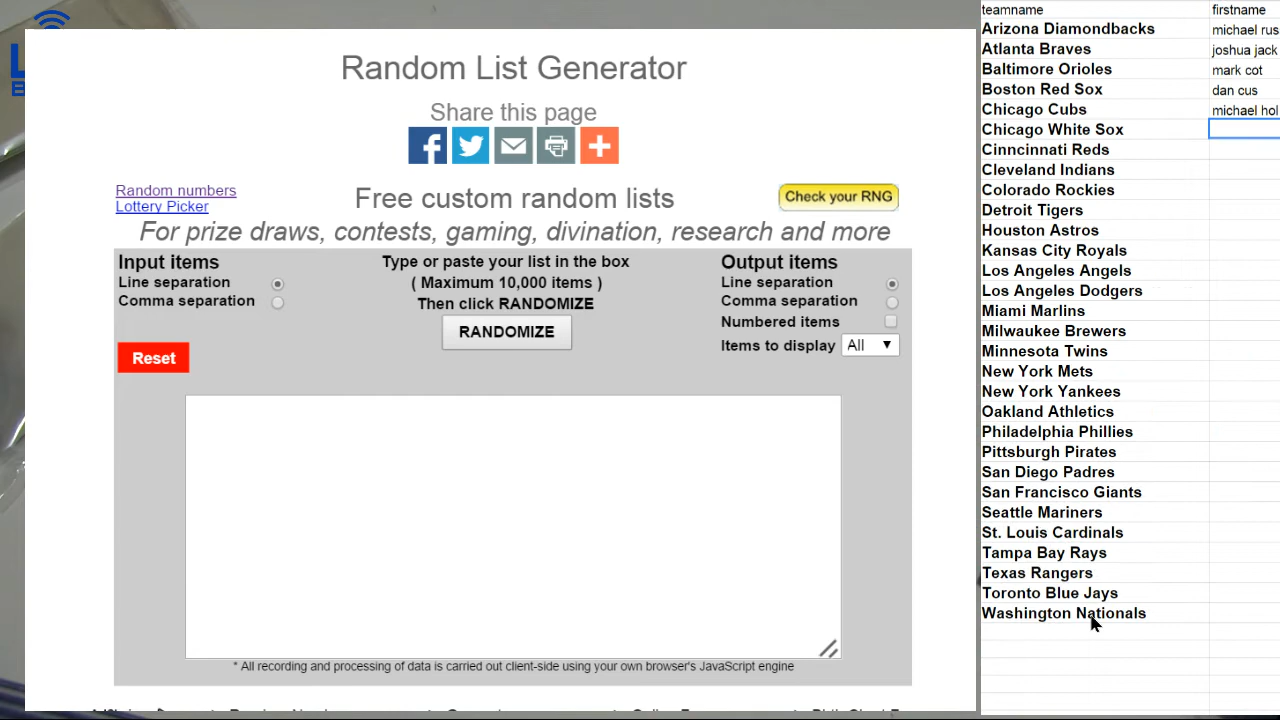 Random List Generator
Share this page
Random numbers
Lottery Picker
Free custom random lists
Check your RNG
For prize draws, contests, gaming, divination, research and more
Input items
Line separation
Comma separation
Reset
Type or paste your list in the box
( Maximum 10,000 items )
Then click RANDOMIZE
RANDOMIZE
Output items
Line separation
Comma separation
Numbered items
Items to display All
* All recording and processing of data is carried out client-side using your own browser's JavaScript engine
teamname firstname
Arizona Diamondbacks michael rus
Atlanta Braves joshua jack
Baltimore Orioles mark cot
Boston Red Sox dan cus
Chicago Cubs michael hol
Chicago White Sox
Cinncincnati Reds
Cleveland Indians
Colorado Rockies
Detroit Tigers
Houston Astros
Kansas City Royals
Los Angeles Angels
Los Angeles Dodgers
Miami Marlins
Milwaukee Brewers
Minnesota Twins
New York Mets
New York Yankees
Oakland Athletics
Philadelphia Phillies
Pittsburgh Pirates
San Diego Padres
San Francisco Giants
Seattle Mariners
St. Louis Cardinals
Tampa Bay Rays
Texas Rangers
Toronto Blue Jays
Washington Nationals